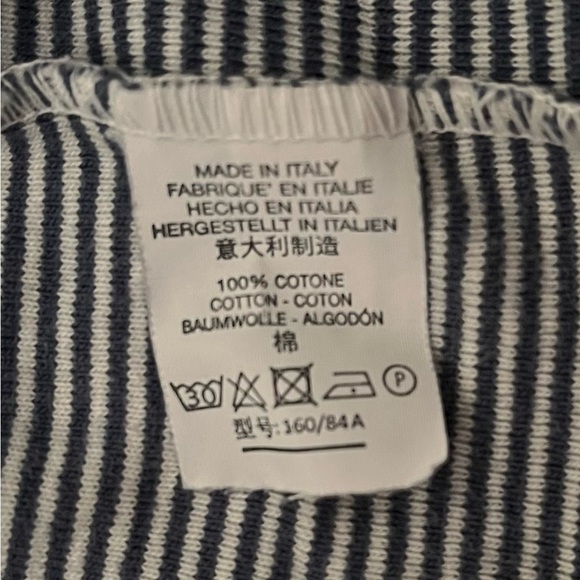 MADE IN ITALY
FABRIQUE' EN ITALIE
HECHO EN ITALIA
HERGESTELLT IN ITALIEN
意大利制造
100% COTONE
COTTON - COTON
BAUMWOLLE - ALGODÓN
棉
30 P
型号:160/84A